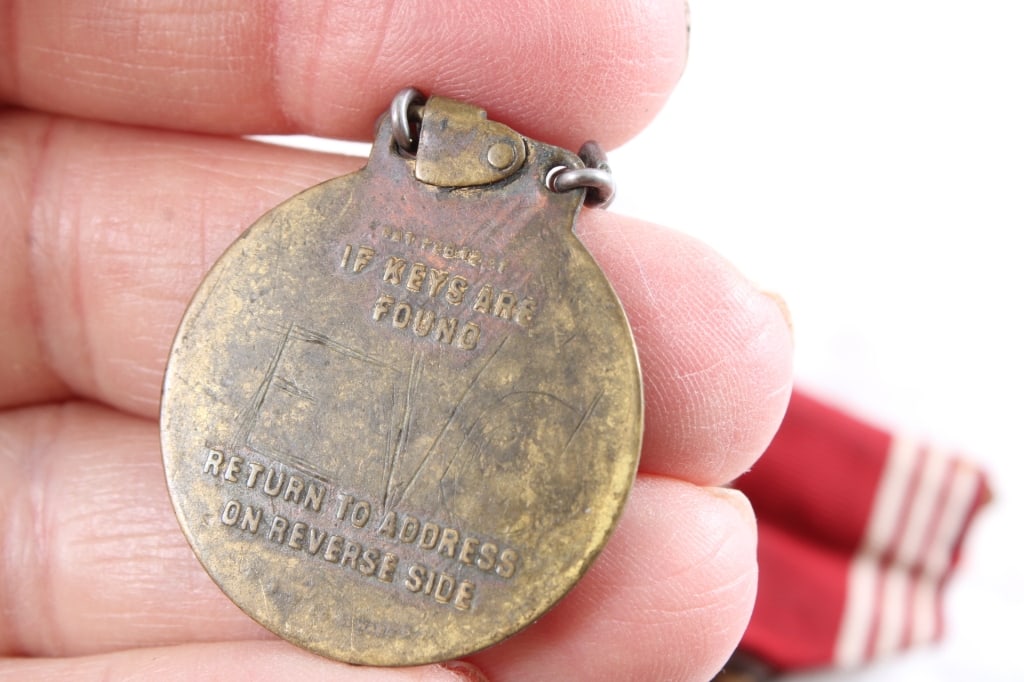 IF KEYS ARE
FOUND
RETURN TO ADDRESS
ON REVERSE SIDE